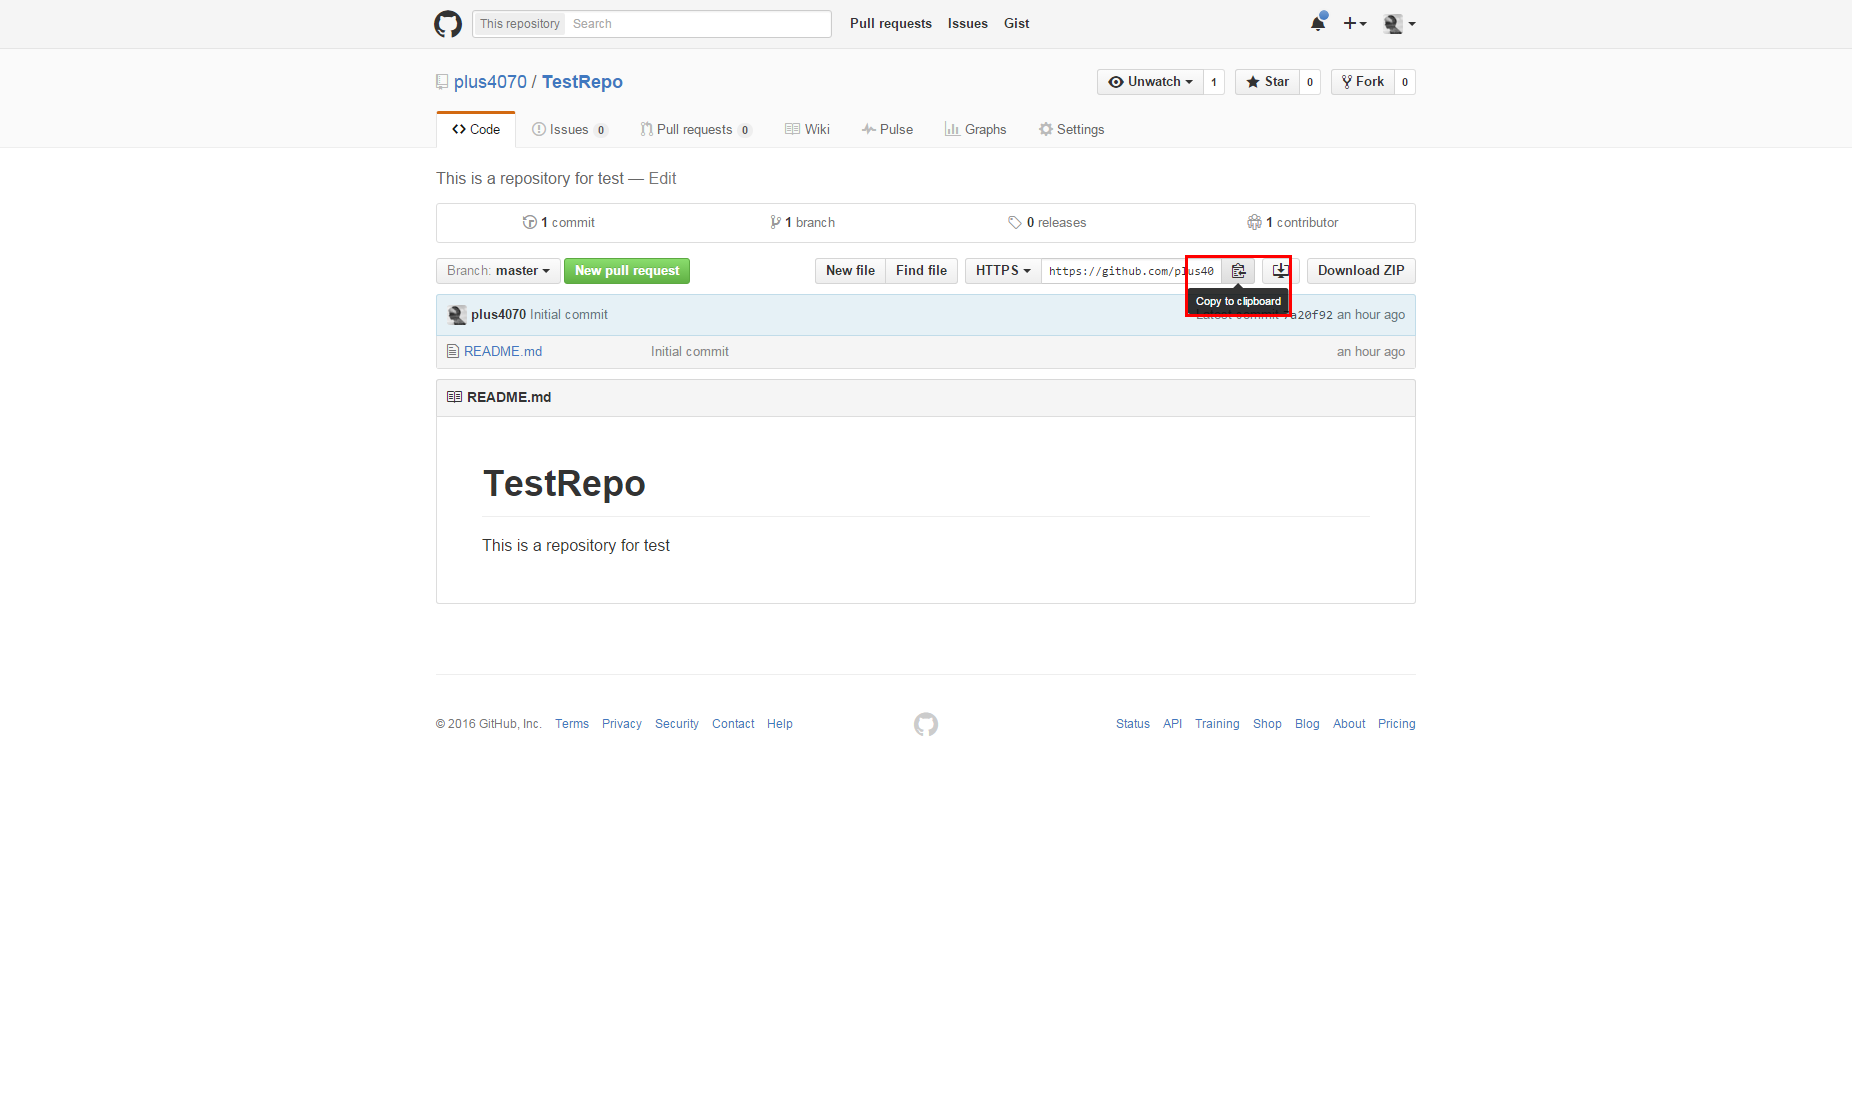 This repository Search Pull requests Issues Gist
plus4070 / TestRepo Unwatch 1 Star 0 Fork 0
Code Issues 0 Pull requests 0 Wiki Pulse Graphs Settings
This is a repository for test — Edit
1 commit 1 branch 0 releases 1 contributor
Branch: master New pull request New file Find file HTTPS https://github.com/plus40 Download ZIP
Copy to clipboard
plus4070 Initial commit Latest commit 7a20f92 an hour ago
README.md Initial commit an hour ago
README.md
TestRepo
This is a repository for test
© 2016 GitHub, Inc. Terms Privacy Security Contact Help Status API Training Shop Blog About Pricing